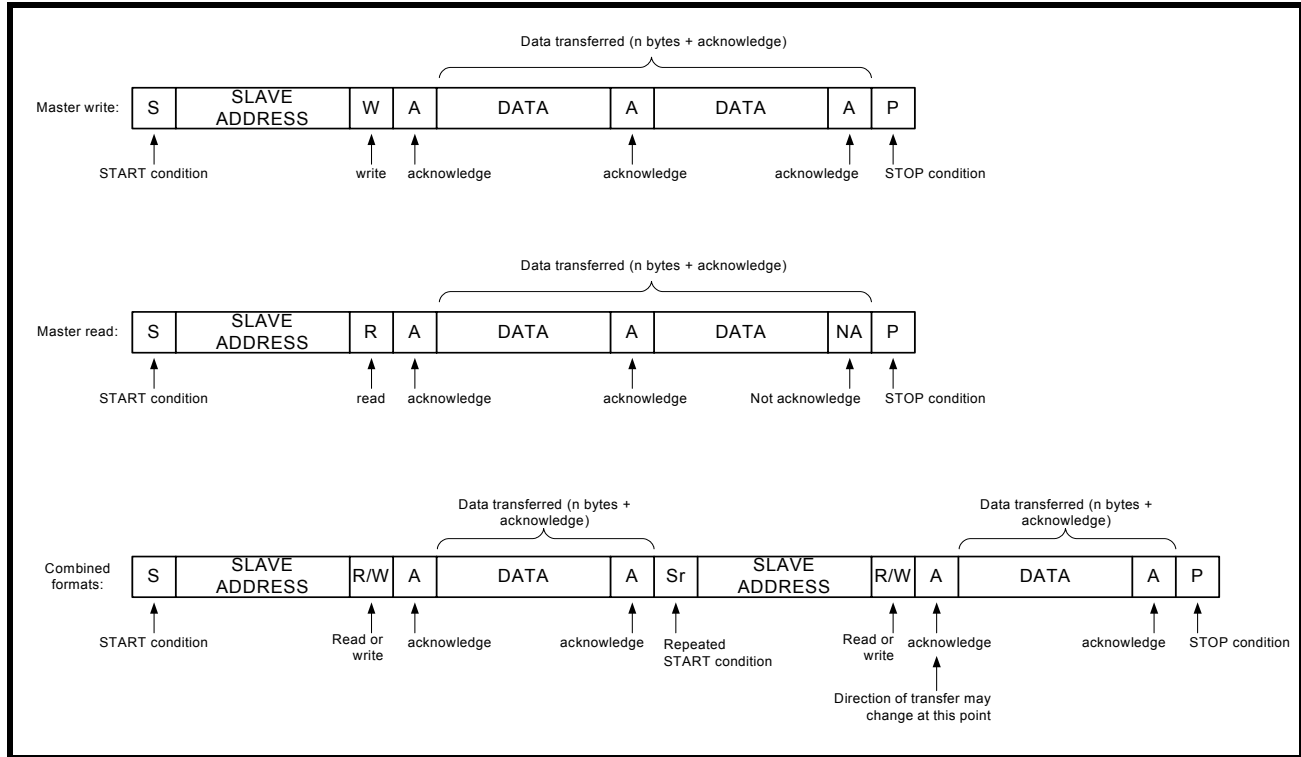 Data transferred (n bytes + acknowledge)
Master write: S SLAVE ADDRESS W A DATA A DATA A P
START condition write acknowledge acknowledge acknowledge STOP condition
Data transferred (n bytes + acknowledge)
Master read: S SLAVE ADDRESS R A DATA A DATA NA P
START condition read acknowledge acknowledge Not acknowledge STOP condition
Data transferred (n bytes +
acknowledge)
Data transferred (n bytes +
acknowledge)
Combined
formats:
S SLAVE ADDRESS R/W A DATA A Sr SLAVE ADDRESS R/W A DATA A P
START condition
Read or
write
acknowledge
acknowledge
Repeated
START condition
Read or
write
acknowledge
acknowledge
STOP condition
Direction of transfer may
change at this point